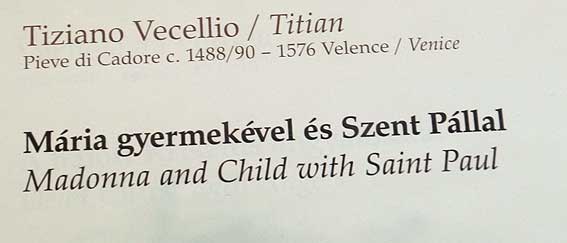 Tiziano Vecellio / Titian
Pieve di Cadore c. 1488/90 – 1576 Velence / Venice
Mária gyermekével és Szent Pállal
Madonna and Child with Saint Paul